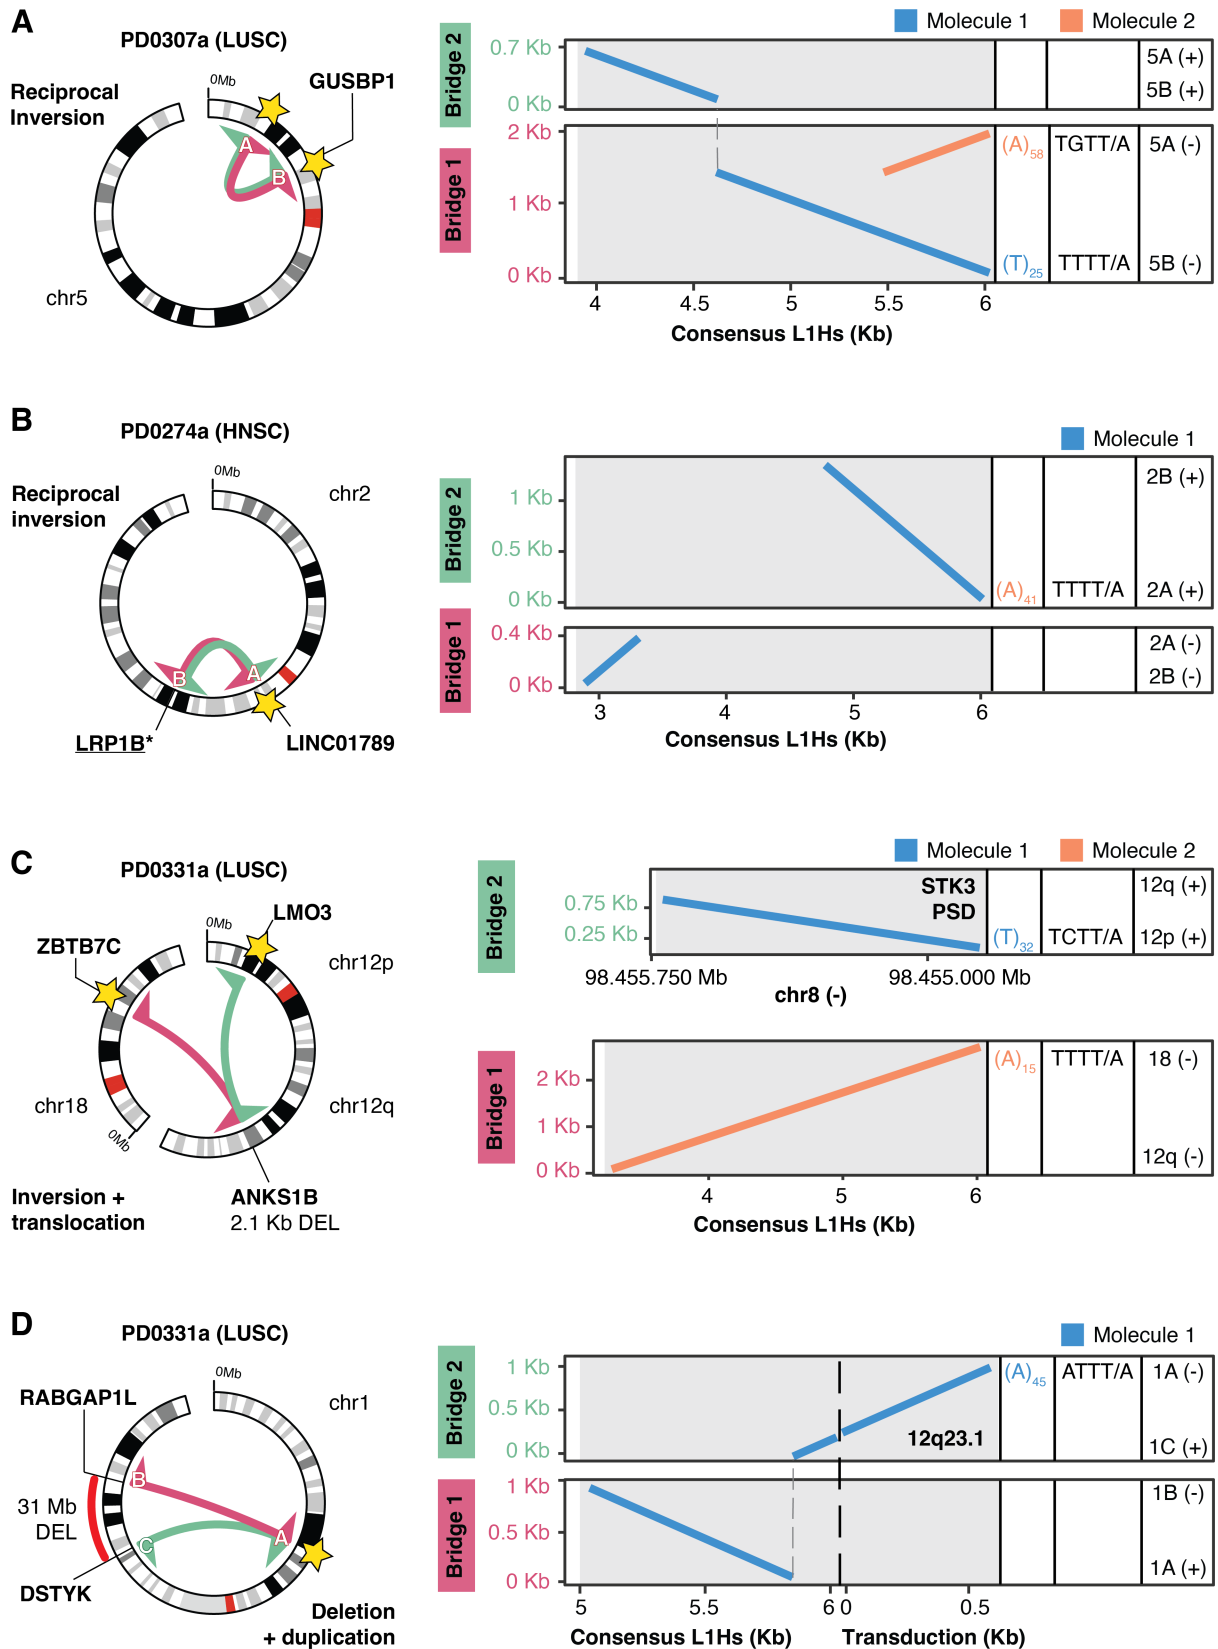 A
PD0307a (LUSC)
Reciprocal
Inversion
0Mb
GUSBP1
A
B
chr5
Molecule 1
Molecule 2
Bridge 2
0.7 Kb
0 Kb
5A (+)
5B (+)
Bridge 1
2 Kb
1 Kb
0 Kb
(A)58
TGTT/A
5A (-)
(T)25
TTTT/A
5B (-)
4
4.5
5
5.5
6
Consensus L1Hs (Kb)
B
PD0274a (HNSC)
Reciprocal
inversion
0Mb
chr2
B
A
LRP1B*
LINC01789
Molecule 1
Bridge 2
1 Kb
0.5 Kb
0 Kb
2B (+)
(A)41
TTTT/A
2A (+)
Bridge 1
0.4 Kb
0 Kb
2A (-)
2B (-)
3
4
5
6
Consensus L1Hs (Kb)
C
PD0331a (LUSC)
0Mb
LMO3
ZBTB7C
chr12p
chr18
0Mb
chr12q
Inversion +
translocation
ANKS1B
2.1 Kb DEL
Molecule 1
Molecule 2
Bridge 2
0.75 Kb
0.25 Kb
STK3
PSD
(T)32
TCTT/A
12q (+)
12p (+)
98.455.750 Mb
98.455.000 Mb
chr8 (-)
Bridge 1
2 Kb
1 Kb
0 Kb
(A)15
TTTT/A
18 (-)
12q (-)
4
5
6
Consensus L1Hs (Kb)
D
PD0331a (LUSC)
0Mb
RABGAP1L
chr1
B
31 Mb
DEL
C
A
DSTYK
Deletion
+ duplication
Molecule 1
Bridge 2
1 Kb
0.5 Kb
0 Kb
12q23.1
(A)45
ATTT/A
1A (-)
1C (+)
Bridge 1
1 Kb
0.5 Kb
0 Kb
1B (-)
1A (+)
5
5.5
6 0
0.5
Consensus L1Hs (Kb)
Transduction (Kb)